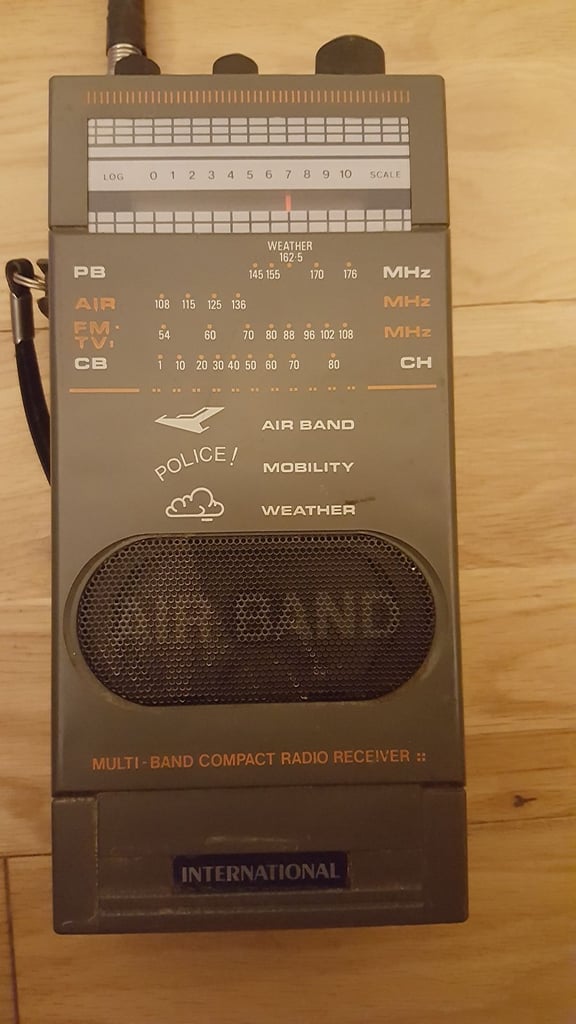 LOG 0 1 2 3 4 5 6 7 8 9 10 SCALE
WEATHER
162·5
PB 145 155 170 176 MHz
AIR 108 115 125 136 MHz
FM· 54 60 70 80 88 96 102 108 MHz
TV1
CB 1 10 20 30 40 50 60 70 80 CH
AIR BAND
POLICE! MOBILITY
WEATHER
AIR BAND
MULTI-BAND COMPACT RADIO RECEIVER
INTERNATIONAL